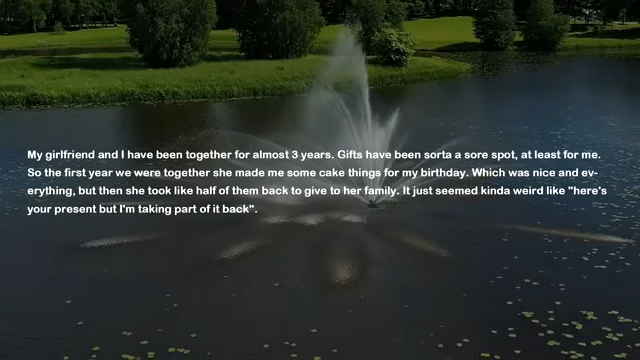 My girlfriend and I have been together for almost 3 years. Gifts have been sorta a sore spot, at least for me.
So the first year we were together she made me some cake things for my birthday. Which was nice and ev-
erything, but then she took like half of them back to give to her family. It just seemed kinda weird like "here's
your present but I'm taking part of it back".